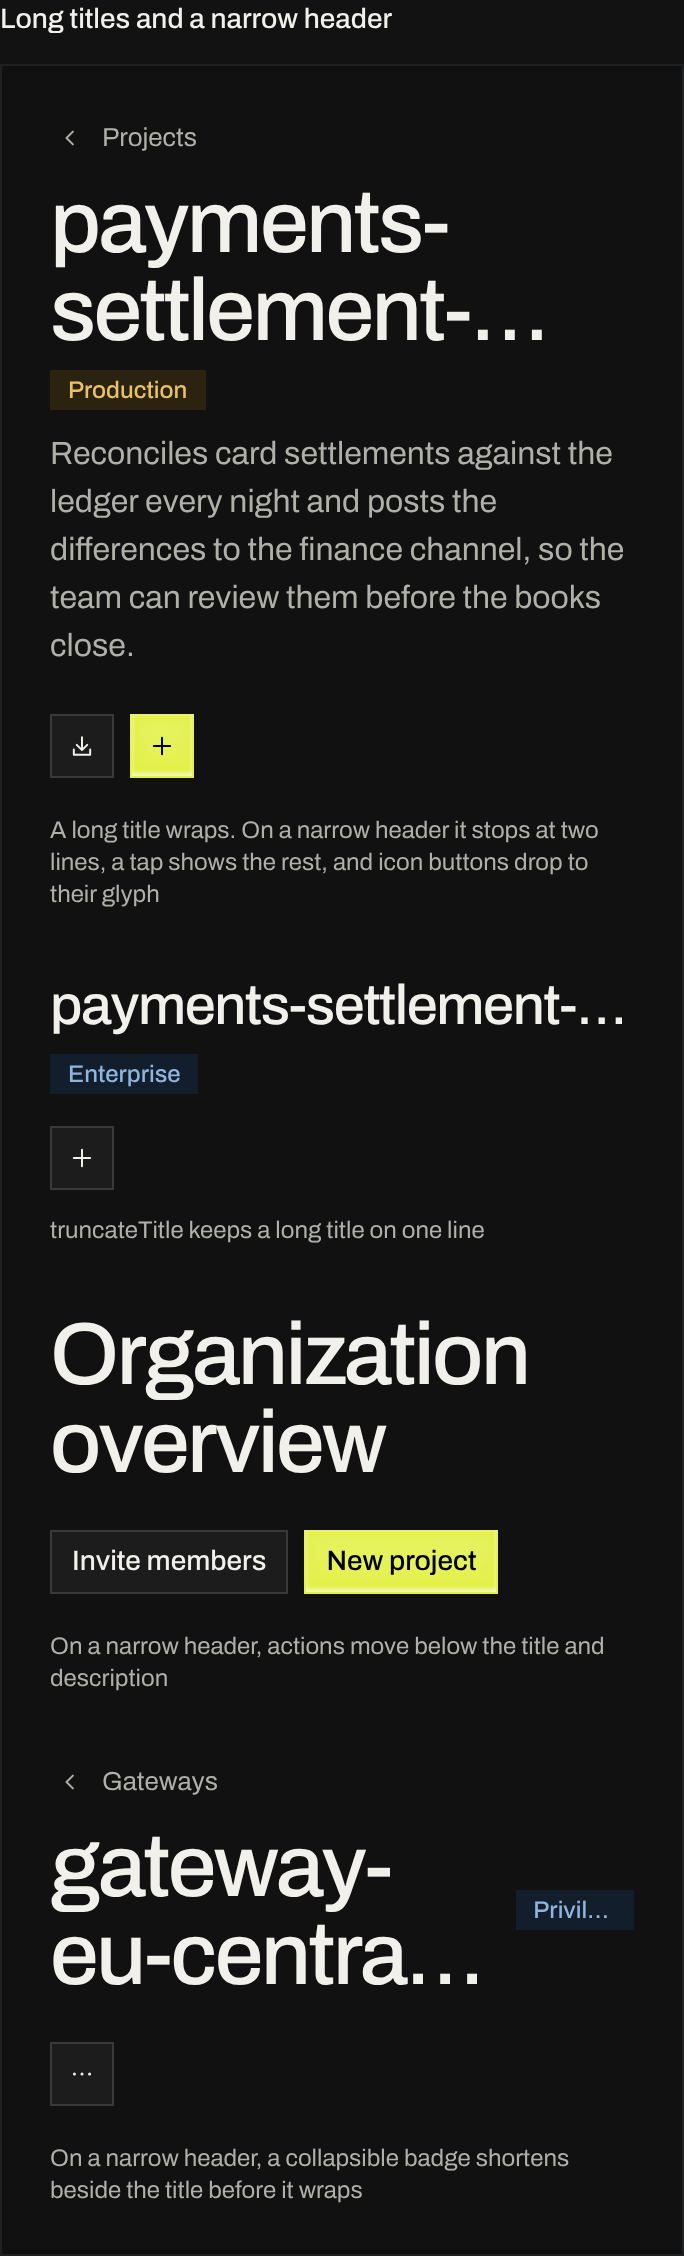 Long titles and a narrow header
Projects
payments-
settlement-…
Production
Reconciles card settlements against the
ledger every night and posts the
differences to the finance channel, so the
team can review them before the books
close.
A long title wraps. On a narrow header it stops at two
lines, a tap shows the rest, and icon buttons drop to
their glyph
payments-settlement-…
Enterprise
truncateTitle keeps a long title on one line
Organization
overview
Invite members
New project
On a narrow header, actions move below the title and
description
Gateways
gateway-
eu-centra…
Privil…
On a narrow header, a collapsible badge shortens
beside the title before it wraps